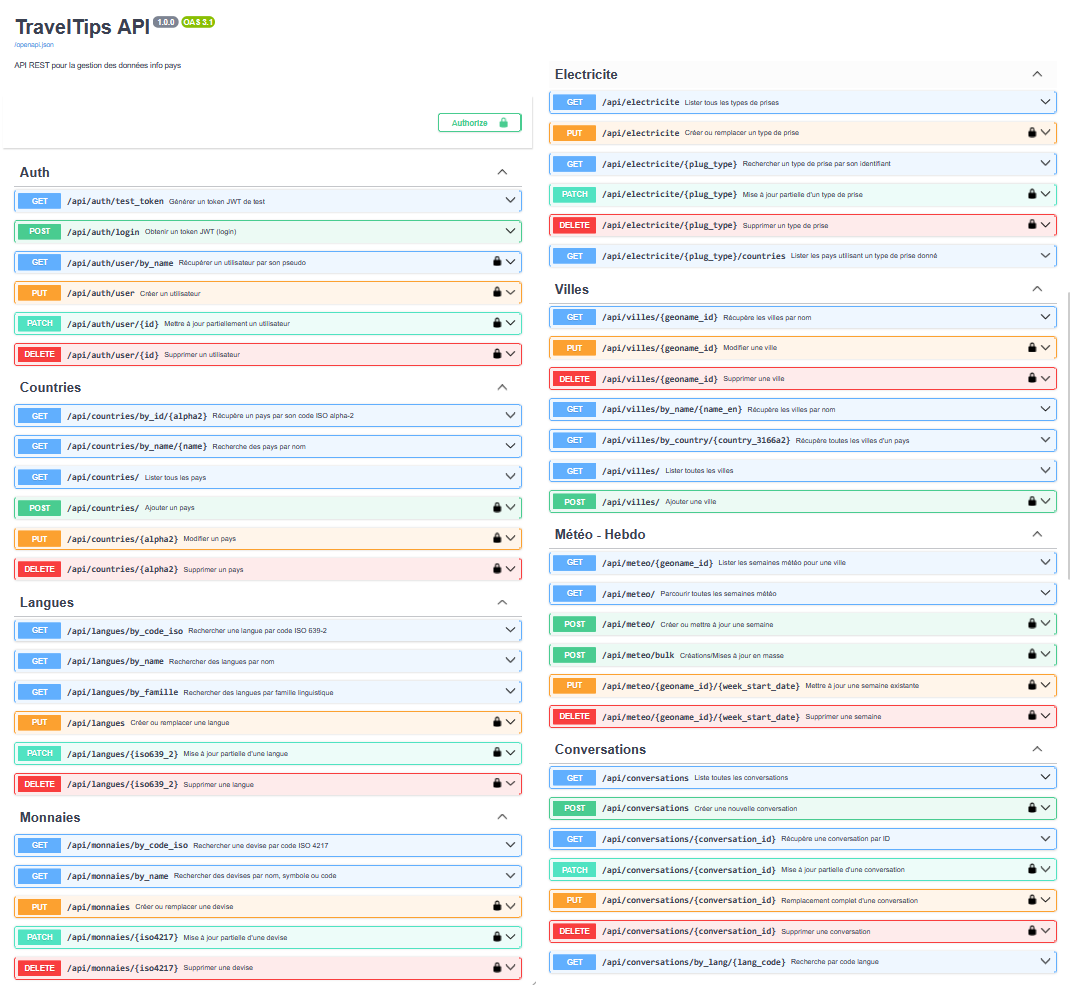 TravelTips API 1.0.0 OAS 3.1
/openapi.json
API REST pour la gestion des données info pays
Authorize
Auth
GET /api/auth/test_token Générer un token JWT de test
POST /api/auth/login Obtenir un token JWT (login)
GET /api/auth/user/by_name Récupérer un utilisateur par son pseudo
PUT /api/auth/user Créer un utilisateur
PATCH /api/auth/user/{id} Mettre à jour partiellement un utilisateur
DELETE /api/auth/user/{id} Supprimer un utilisateur
Countries
GET /api/countries/by_id/{alpha2} Récupère un pays par son code ISO alpha-2
GET /api/countries/by_name/{name} Recherche des pays par nom
GET /api/countries/ Lister tous les pays
POST /api/countries/ Ajouter un pays
PUT /api/countries/{alpha2} Modifier un pays
DELETE /api/countries/{alpha2} Supprimer un pays
Langues
GET /api/langues/by_code_iso Rechercher une langue par code ISO 639-2
GET /api/langues/by_name Rechercher des langues par nom
GET /api/langues/by_famille Rechercher des langues par famille linguistique
PUT /api/langues Créer ou remplacer une langue
PATCH /api/langues/{iso639_2} Mise à jour partielle d'une langue
DELETE /api/langues/{iso639_2} Supprimer une langue
Monnaies
GET /api/monnaies/by_code_iso Rechercher une devise par code ISO 4217
GET /api/monnaies/by_name Rechercher des devises par nom, symbole ou code
PUT /api/monnaies Créer ou remplacer une devise
PATCH /api/monnaies/{iso4217} Mise à jour partielle d'une devise
DELETE /api/monnaies/{iso4217} Supprimer une devise
Electricite
GET /api/electricite Lister tous les types de prises
PUT /api/electricite Créer ou remplacer un type de prise
GET /api/electricite/{plug_type} Rechercher un type de prise par son identifiant
PATCH /api/electricite/{plug_type} Mise à jour partielle d'un type de prise
DELETE /api/electricite/{plug_type} Supprimer un type de prise
GET /api/electricite/{plug_type}/countries Lister les pays utilisant un type de prise donné
Villes
GET /api/villes/{geoname_id} Récupère les villes par nom
PUT /api/villes/{geoname_id} Modifier une ville
DELETE /api/villes/{geoname_id} Supprimer une ville
GET /api/villes/by_name/{name_en} Récupère les villes par nom
GET /api/villes/by_country/{country_3166a2} Récupère toutes les villes d'un pays
GET /api/villes/ Lister toutes les villes
POST /api/villes/ Ajouter une ville
Météo - Hebdo
GET /api/meteo/{geoname_id} Lister les semaines météo pour une ville
GET /api/meteo/ Parcourir toutes les semaines météo
POST /api/meteo/ Créer ou mettre à jour une semaine
POST /api/meteo/bulk Créations/Mises à jour en masse
PUT /api/meteo/{geoname_id}/{week_start_date} Mettre à jour une semaine existante
DELETE /api/meteo/{geoname_id}/{week_start_date} Supprimer une semaine
Conversations
GET /api/conversations Liste toutes les conversations
POST /api/conversations Créer une nouvelle conversation
GET /api/conversations/{conversation_id} Récupère une conversation par ID
PATCH /api/conversations/{conversation_id} Mise à jour partielle d'une conversation
PUT /api/conversations/{conversation_id} Remplacement complet d'une conversation
DELETE /api/conversations/{conversation_id} Supprimer une conversation
GET /api/conversations/by_lang/{lang_code} Recherche par code langue